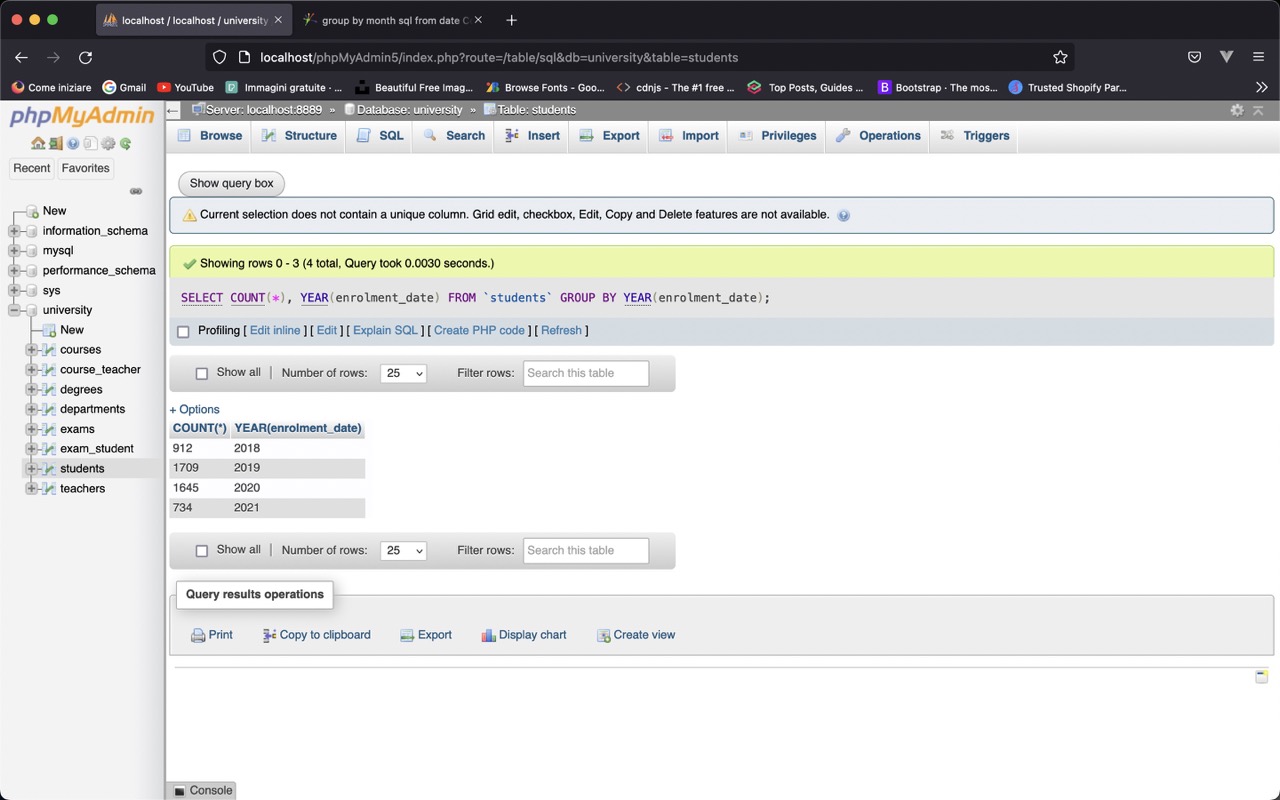 localhost / localhost / university
group by month sql from date
localhost/phpMyAdmin5/index.php?route=/table/sql&db=university&table=students
Come iniziare Gmail YouTube Immagini gratuite - ... Beautiful Free Imag... Browse Fonts - Goo... cdnjs - The #1 free ... Top Posts, Guides ... Bootstrap · The mos... Trusted Shopify Par...
phpMyAdmin
Recent Favorites
New
information_schema
mysql
performance_schema
sys
university
New
courses
course_teacher
degrees
departments
exams
exam_student
students
teachers
Server: localhost:8889 » Database: university » Table: students
Browse Structure SQL Search Insert Export Import Privileges Operations Triggers
Show query box
Current selection does not contain a unique column. Grid edit, checkbox, Edit, Copy and Delete features are not available.
Showing rows 0 - 3 (4 total, Query took 0.0030 seconds.)
SELECT COUNT(*), YEAR(enrolment_date) FROM `students` GROUP BY YEAR(enrolment_date);
Profiling [ Edit inline ] [ Edit ] [ Explain SQL ] [ Create PHP code ] [ Refresh ]
Show all | Number of rows: 25 Filter rows: Search this table
+ Options
COUNT(*) YEAR(enrolment_date)
912 2018
1709 2019
1645 2020
734 2021
Show all | Number of rows: 25 Filter rows: Search this table
Query results operations
Print Copy to clipboard Export Display chart Create view
Console